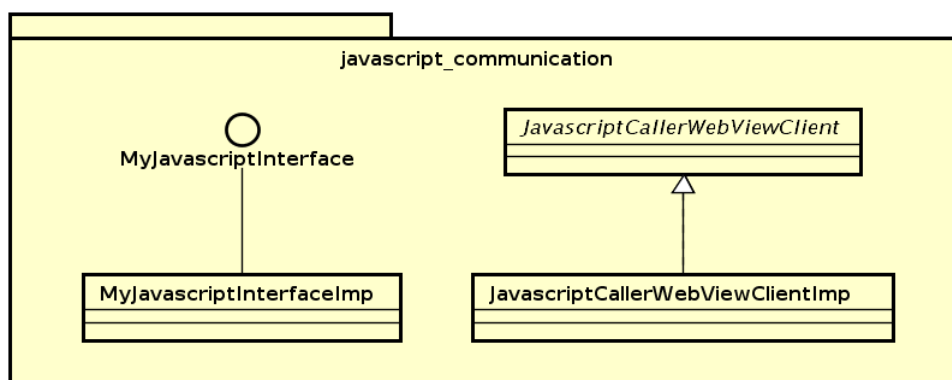 javascript_communication
JavascriptCallerWebViewClient
MyJavascriptInterface
MyJavascriptInterfaceImp
JavascriptCallerWebViewClientImp